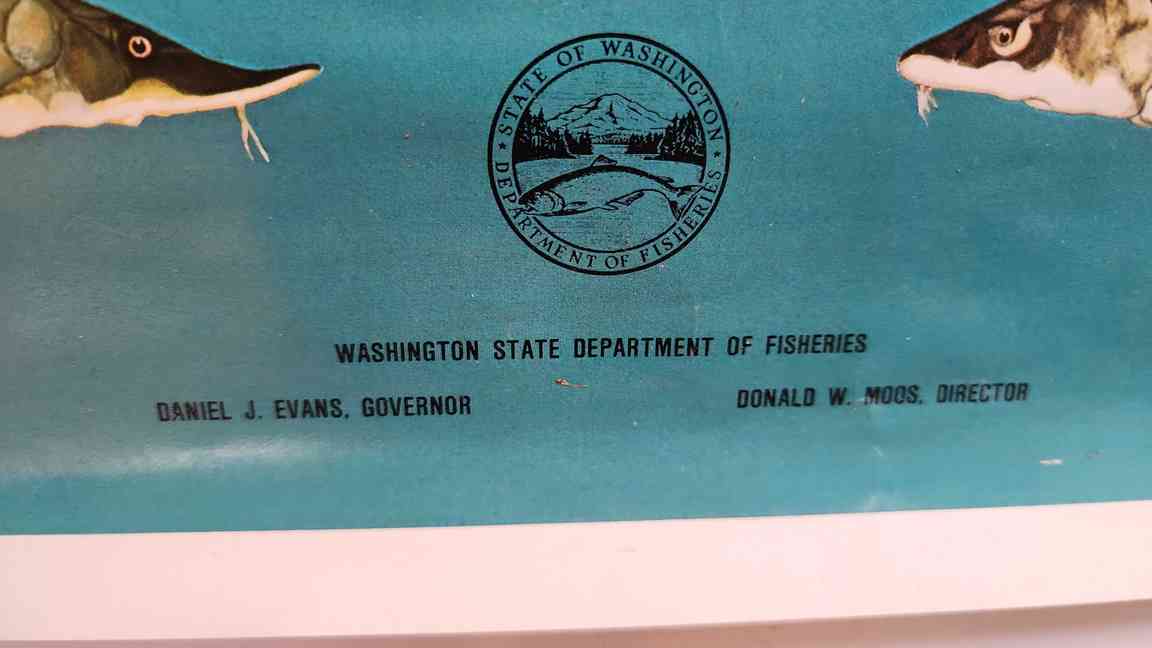 STATE OF WASHINGTON
DEPARTMENT OF FISHERIES
WASHINGTON STATE DEPARTMENT OF FISHERIES
DANIEL J. EVANS, GOVERNOR
DONALD W. MOOS, DIRECTOR